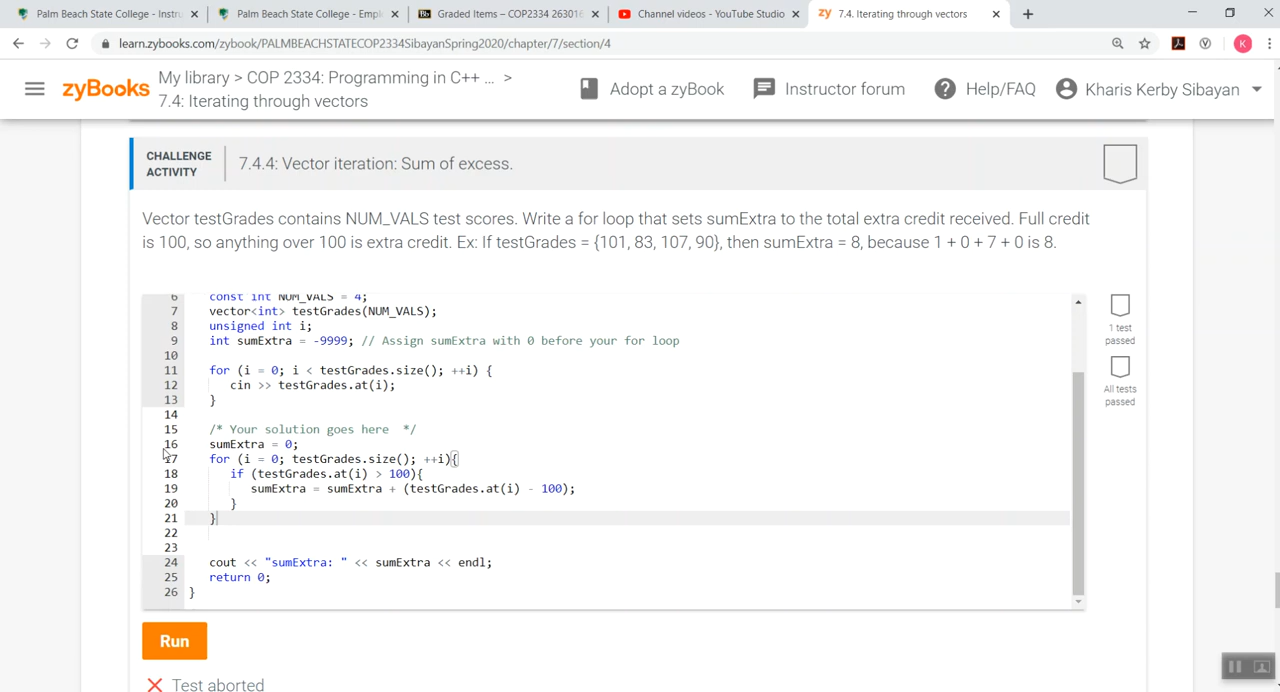 Palm Beach State College - Instru
Palm Beach State College - Empl
Graded Items – COP2334 263016
Channel videos - YouTube Studio
zy 7.4. Iterating through vectors
learn.zybooks.com/zybook/PALMBEACHSTATECOP2334SibayanSpring2020/chapter/7/section/4
K
zyBooks
My library > COP 2334: Programming in C++ ... >
7.4: Iterating through vectors
Adopt a zyBook
Instructor forum
Help/FAQ
Kharis Kerby Sibayan
CHALLENGE
ACTIVITY
7.4.4: Vector iteration: Sum of excess.
Vector testGrades contains NUM_VALS test scores. Write a for loop that sets sumExtra to the total extra credit received. Full credit
is 100, so anything over 100 is extra credit. Ex: If testGrades = {101, 83, 107, 90}, then sumExtra = 8, because 1 + 0 + 7 + 0 is 8.
6 const int NUM_VALS = 4;
7 vector<int> testGrades(NUM_VALS);
8 unsigned int i;
9 int sumExtra = -9999; // Assign sumExtra with 0 before your for loop
10
11 for (i = 0; i < testGrades.size(); ++i) {
12 cin >> testGrades.at(i);
13 }
14
15 /* Your solution goes here */
16 sumExtra = 0;
17 for (i = 0; testGrades.size(); ++i){
18 if (testGrades.at(i) > 100){
19 sumExtra = sumExtra + (testGrades.at(i) - 100);
20 }
21 }
22
23
24 cout << "sumExtra: " << sumExtra << endl;
25 return 0;
26 }
1 test
passed
All tests
passed
Run
Test aborted